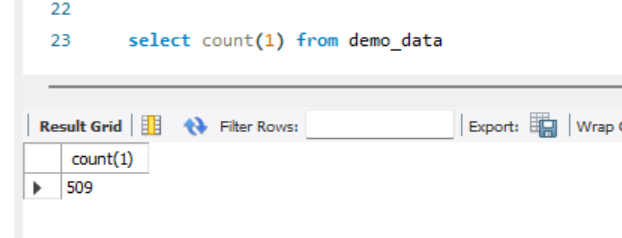 22
23 select count(1) from demo_data
Result Grid Filter Rows: Export: Wrap
count(1)
509